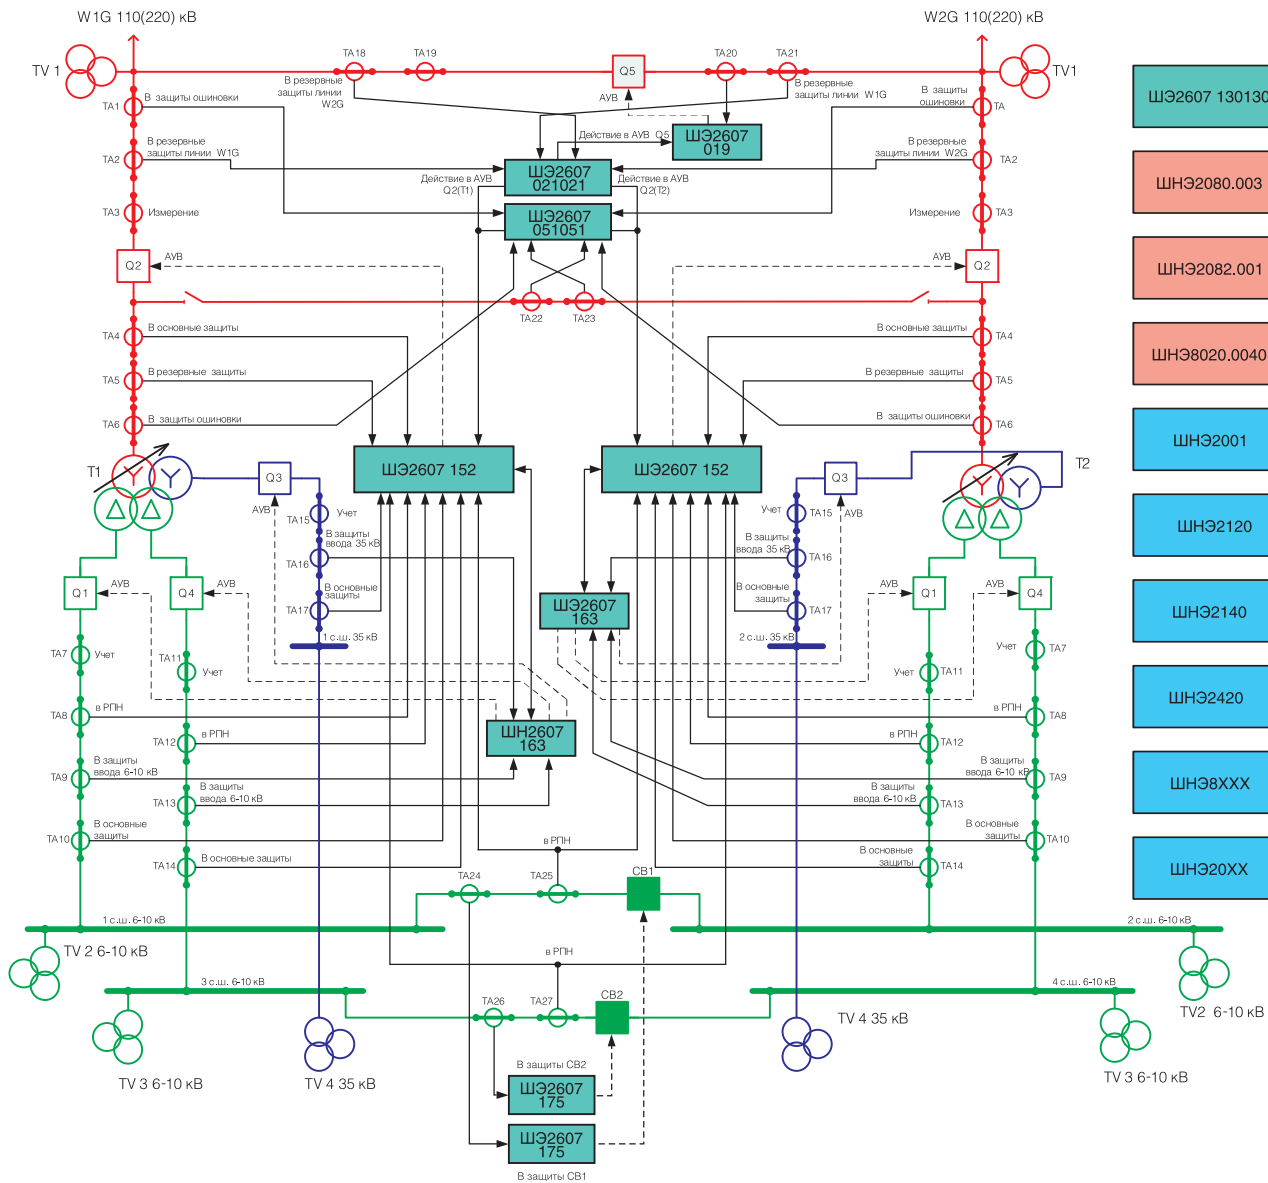 W1G 110(220) кВ
W2G 110(220) кВ
TV 1
TA18
TA19
Q5
TA20
TA21
TV1
В резервные
защиты линии
W2G
АУВ
В резервные
защиты линии W1G
TA1
В защиты ошиновки
В защиты
ошиновки
TA
Действие в АУВ Q5
ШЭ2607
019
TA2
В резервные
защиты линии W1G
В резервные
защиты линии W2G
TA2
Действие в АУВ
Q2(T1)
ШЭ2607
021021
Действие в АУВ
Q2(T2)
TA3
Измерение
ШЭ2607
051051
Измерение
TA3
Q2
АУВ
АУВ
Q2
TA22
TA23
TA4
В основные защиты
В основные защиты
TA4
TA5
В резервные защиты
В резервные защиты
TA5
TA6
В защиты ошиновки
В защиты ошиновки
TA6
T1
ШЭ2607 152
ШЭ2607 152
T2
Q3
Q3
АУВ
TA15
Учет
Учет
TA15
АУВ
В защиты
ввода 35 кВ
TA16
В защиты
ввода 35 кВ
TA16
Q1
АУВ
Q4
АУВ
В основные
защиты
TA17
ШЭ2607
163
В основные
защиты
TA17
АУВ
Q1
АУВ
Q4
1 с.ш. 35 кВ
2 с.ш. 35 кВ
TA7
Учет
TA11
Учет
Учет
TA11
Учет
TA7
TA8
в РПН
TA12
в РПН
ШН2607
163
в РПН
TA12
в РПН
TA8
TA9
В защиты
ввода 6-10 кВ
TA13
В защиты
ввода 6-10 кВ
В защиты
ввода 6-10 кВ
TA13
В защиты
ввода 6-10 кВ
TA9
TA10
В основные
защиты
TA14
В основные защиты
в РПН
В основные
защиты
TA14
В основные
защиты
TA10
TA24
TA25
СВ1
1 с.ш. 6-10 кВ
2 с.ш. 6-10 кВ
TV 2 6-10 кВ
в РПН
3 с.ш. 6-10 кВ
4 с.ш. 6-10 кВ
TA26
TA27
СВ2
TV2 6-10 кВ
TV 3 6-10 кВ
TV 4 35 кВ
TV 4 35 кВ
TV 3 6-10 кВ
В защиты СВ2
ШЭ2607
175
ШЭ2607
175
В защиты СВ1
ШЭ2607 130130
ШНЭ2080.003
ШНЭ2082.001
ШНЭ8020.0040
ШНЭ2001
ШНЭ2120
ШНЭ2140
ШНЭ2420
ШНЭ8ХХХ
ШНЭ20ХХ